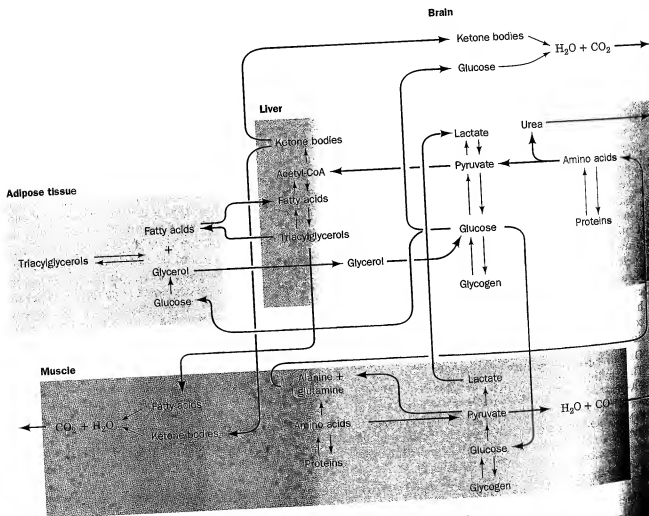 Brain
Ketone bodies
H₂O + CO₂
Glucose
Liver
Ketone bodies
Acetyl-CoA
Fatty acids
Triacylglycerols
Lactate
Pyruvate
Glucose
Glycogen
Urea
Amino acids
Proteins
Adipose tissue
Fatty acids
+
Triacylglycerols
Glycerol
Glucose
Glycerol
Muscle
Fatty acids
CO₂ + H₂O
Ketone bodies
Alanine +
glutamine
Amino acids
Proteins
Lactate
Pyruvate
H₂O + CO
Glucose
Glycogen